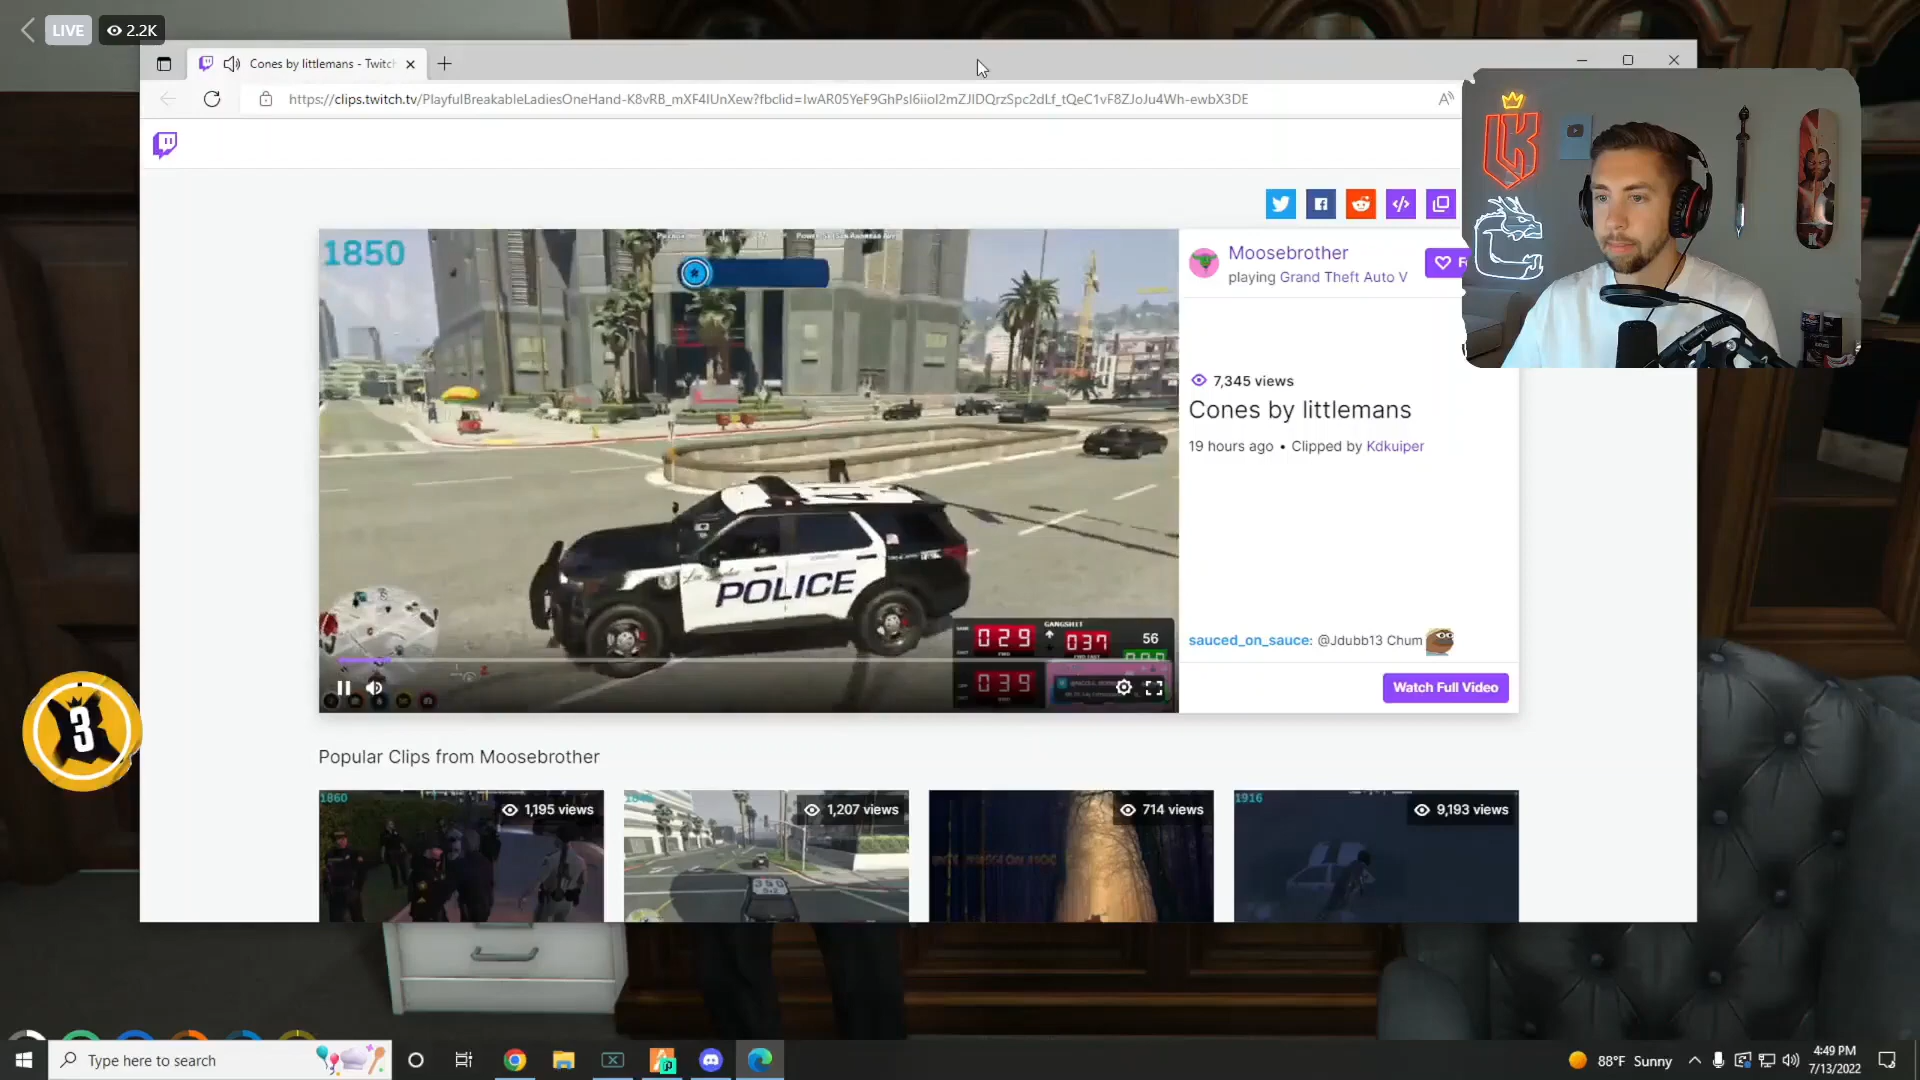 LIVE
2.2K
Cones by littlemans - Twitch
https://clips.twitch.tv/PlayfulBreakableLadiesOneHand-K8vRB_mXF4IUnXew?fbclid=IwAR05YeF9GhPsI6iioI2mZJIDQrzSpc2dLf_tQeC1vF8ZJoJu4Wh-ewbX3DE
1850
Moosebrother
playing Grand Theft Auto V
7,345 views
Cones by littlemans
19 hours ago • Clipped by Kdkuiper
POLICE
GANGSHIT
029
037
56
039
sauced_on_sauce: @Jdubb13 Chum
Watch Full Video
3
Popular Clips from Moosebrother
1860
1,195 views
1,207 views
714 views
1916
9,193 views
Type here to search
88°F Sunny
4:49 PM
7/13/2022